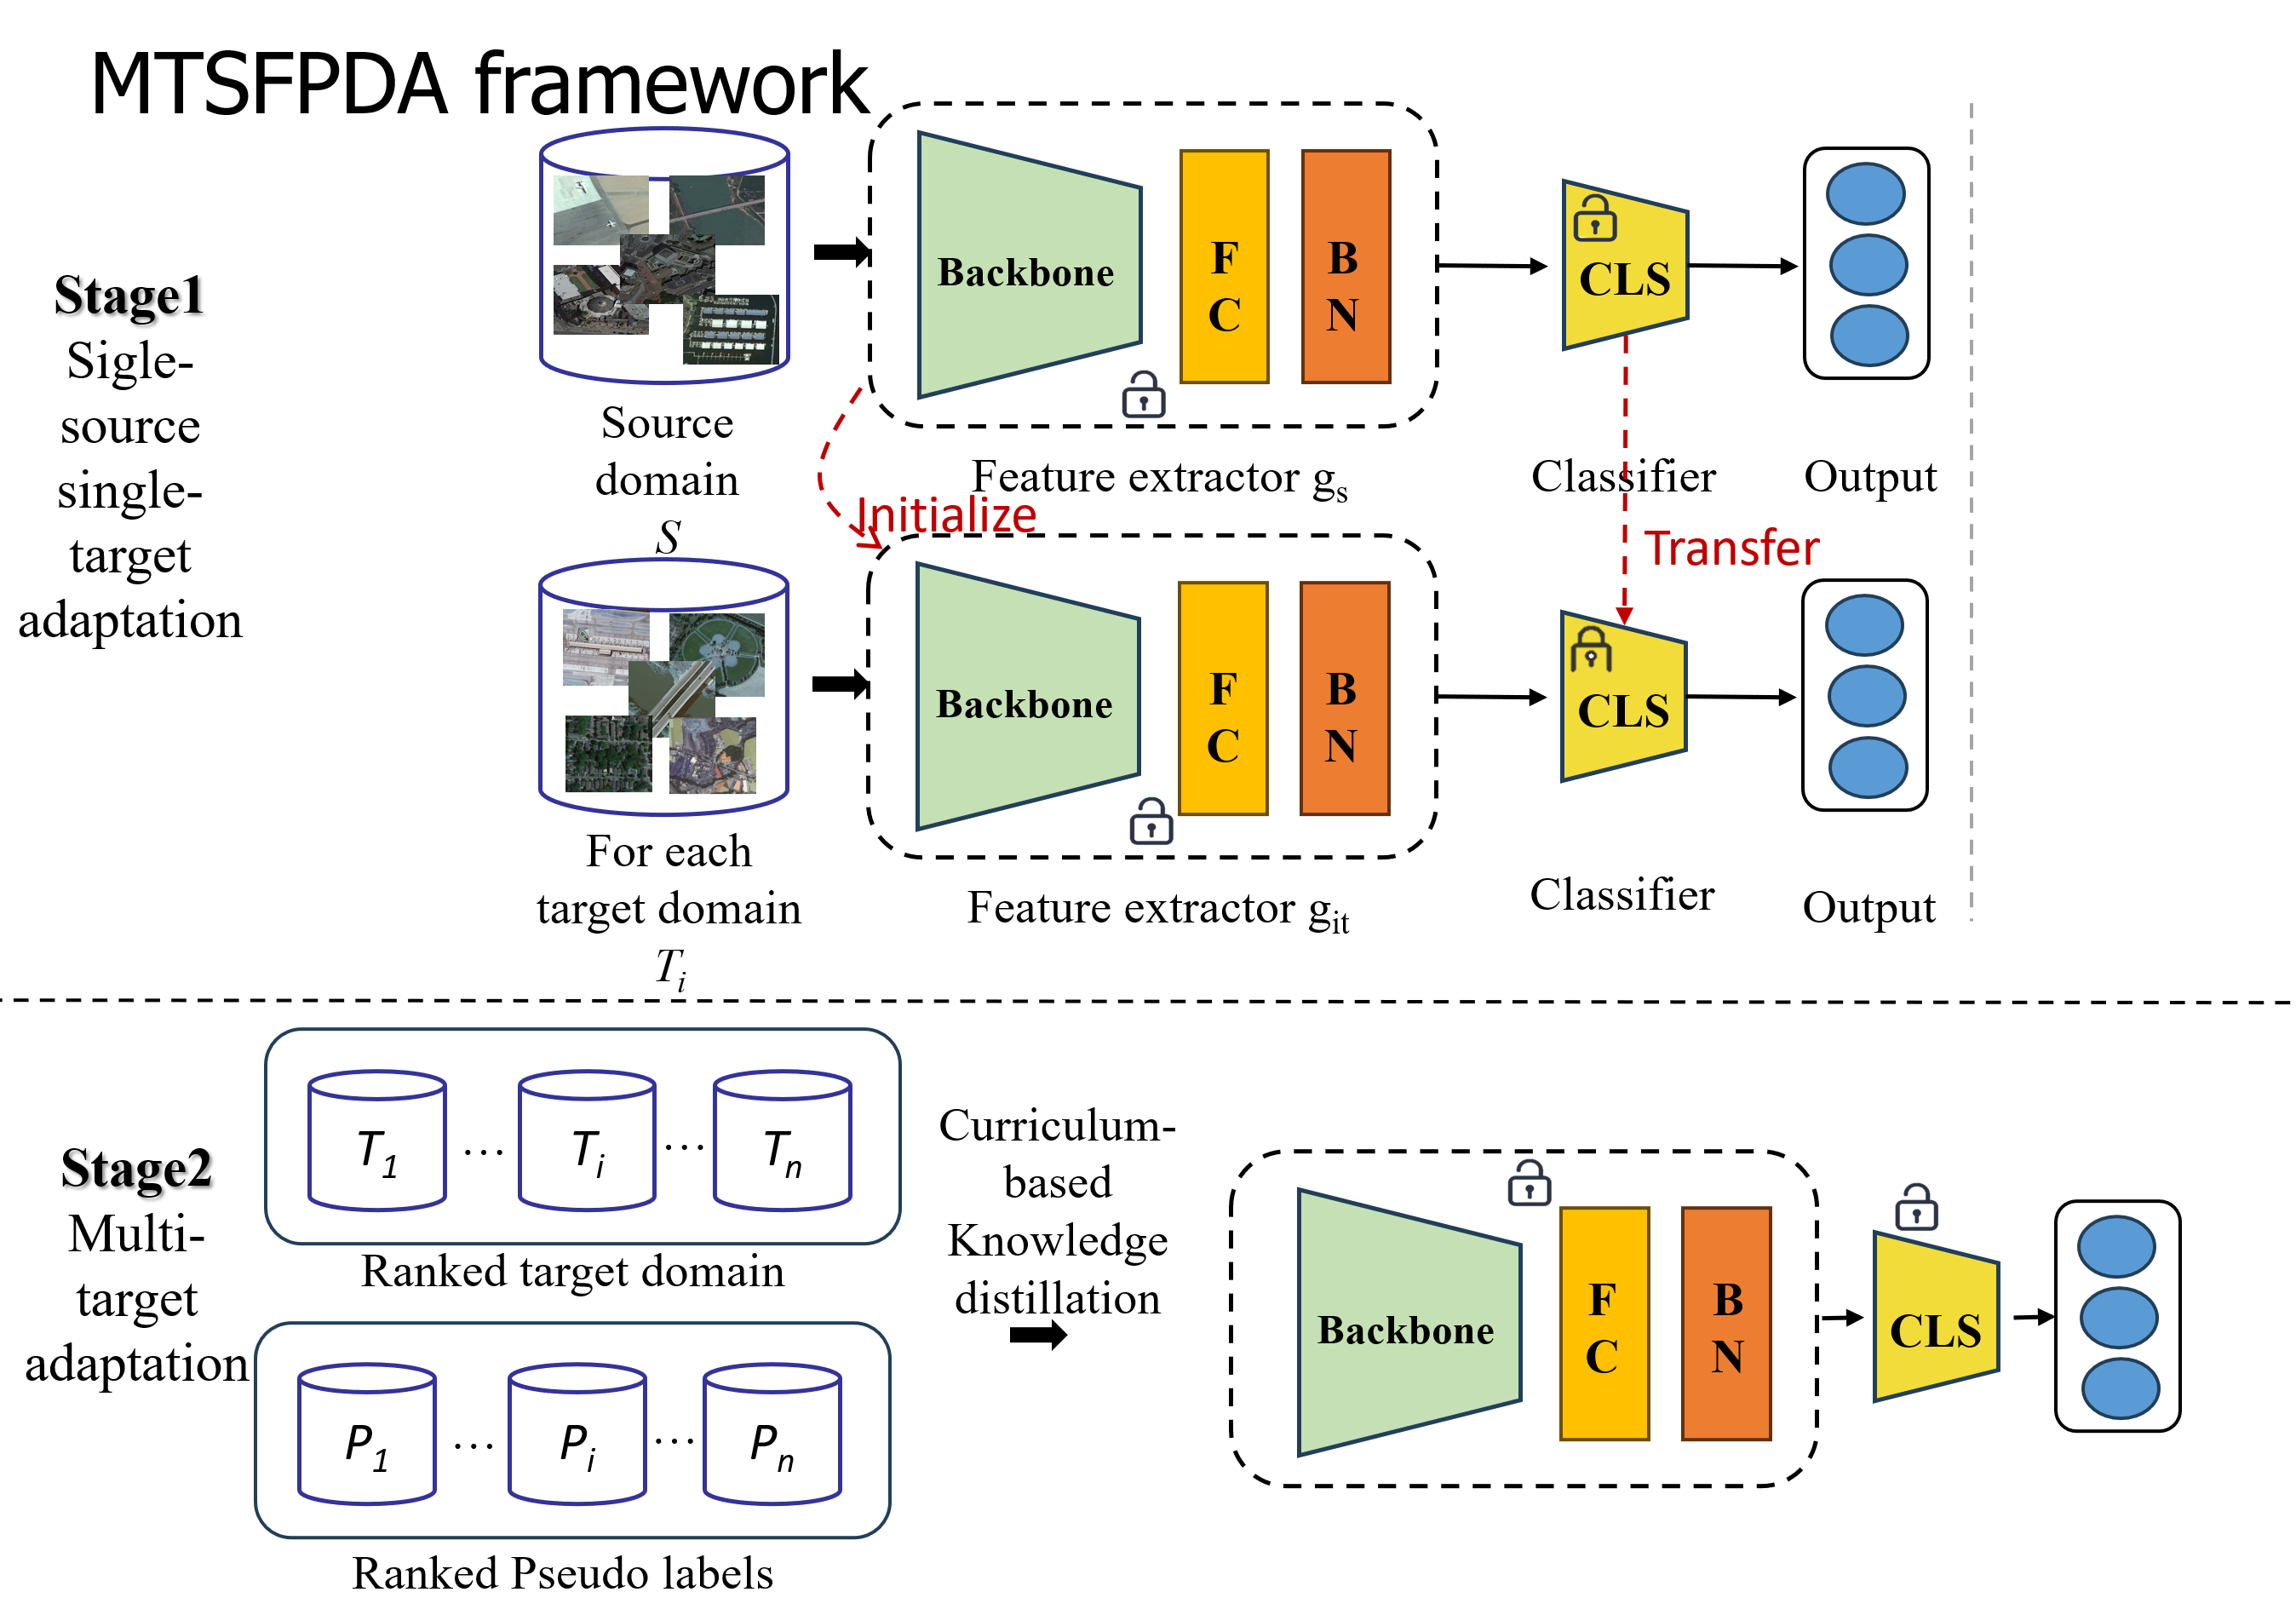 MTSFPDA framework
Stage1
Sigle-
source
single-
target
adaptation
Source
domain
S
Backbone
F
C
B
N
CLS
Feature extractor gs
Classifier
Output
Initialize
Transfer
For each
target domain
Ti
Backbone
F
C
B
N
CLS
Feature extractor git
Classifier
Output
Stage2
Multi-
target
adaptation
T1 ... Ti ... Tn
Ranked target domain
P1 ... Pi ... Pn
Ranked Pseudo labels
Curriculum-
based
Knowledge
distillation
Backbone
F
C
B
N
CLS